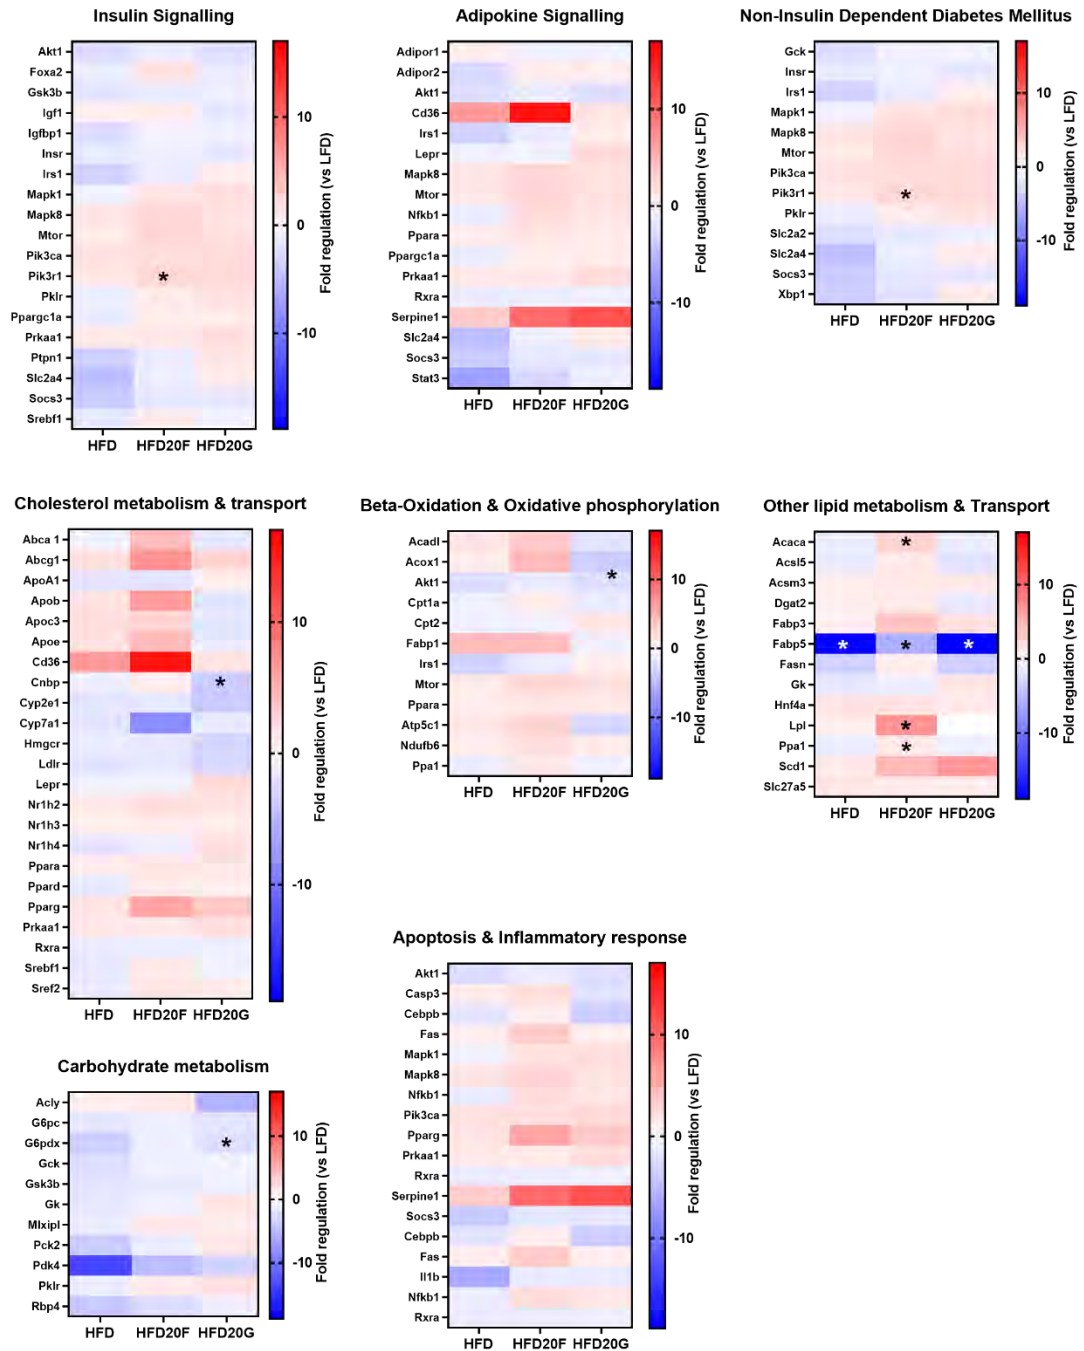 Insulin Signalling
Akt1
Foxa2
Gsk3b
Igf1
Igfbp1
Insr
Irs1
Mapk1
Mapk8
Mtor
Pik3ca
Pik3r1
Pklr
Ppargc1a
Prkaa1
Ptpn1
Slc2a4
Socs3
Srebf1
*
HFD HFD20F HFD20G
10
0
-10
Fold regulation (vs LFD)
Adipokine Signalling
Adipor1
Adipor2
Akt1
Cd36
Irs1
Lepr
Mapk8
Mtor
Nfkb1
Ppara
Ppargc1a
Prkaa1
Rxra
Serpine1
Slc2a4
Socs3
Stat3
HFD HFD20F HFD20G
10
0
-10
Fold regulation (vs LFD)
Non-Insulin Dependent Diabetes Mellitus
Gck
Insr
Irs1
Mapk1
Mapk8
Mtor
Pik3ca
Pik3r1
Pklr
Slc2a2
Slc2a4
Socs3
Xbp1
*
HFD HFD20F HFD20G
10
0
-10
Fold regulation (vs LFD)
Cholesterol metabolism & transport
Abca 1
Abcg1
ApoA1
Apob
Apoc3
Apoe
Cd36
Cnbp
Cyp2e1
Cyp7a1
Hmgcr
Ldlr
Lepr
Nr1h2
Nr1h3
Nr1h4
Ppara
Ppard
Pparg
Prkaa1
Rxra
Srebf1
Sref2
*
HFD HFD20F HFD20G
10
0
-10
Fold regulation (vs LFD)
Beta-Oxidation & Oxidative phosphorylation
Acadl
Acox1
Akt1
Cpt1a
Cpt2
Fabp1
Irs1
Mtor
Ppara
Atp5c1
Ndufb6
Ppa1
*
HFD HFD20F HFD20G
10
0
-10
Fold regulation (vs LFD)
Other lipid metabolism & Transport
Acaca *
Acsl5
Acsm3
Dgat2
Fabp3
Fabp5 * * *
Fasn
Gk
Hnf4a
Lpl *
Ppa1 *
Scd1
Slc27a5
HFD HFD20F HFD20G
10
0
-10
Fold regulation (vs LFD)
Carbohydrate metabolism
Acly
G6pc
G6pdx *
Gck
Gsk3b
Gk
Mlxipl
Pck2
Pdk4
Pklr
Rbp4
HFD HFD20F HFD20G
10
0
-10
Fold regulation (vs LFD)
Apoptosis & Inflammatory response
Akt1
Casp3
Cebpb
Fas
Mapk1
Mapk8
Nfkb1
Pik3ca
Pparg
Prkaa1
Rxra
Serpine1
Socs3
Cebpb
Fas
Il1b
Nfkb1
Rxra
HFD HFD20F HFD20G
10
0
-10
Fold regulation (vs LFD)